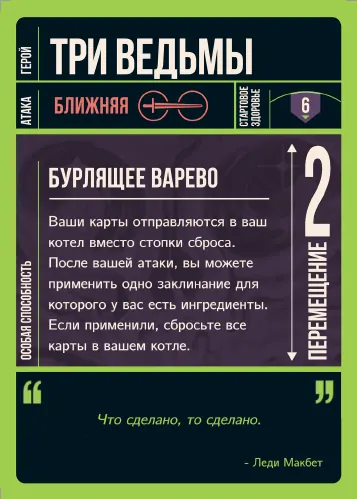 ГЕРОЙ
ТРИ ВЕДЬМЫ
АТАКА
БЛИЖНЯЯ
СТАРТОВОЕ
ЗДОРОВЬЕ
6
ОСОБАЯ СПОСОБНОСТЬ
БУРЛЯЩЕЕ ВАРЕВО
Ваши карты отправляются в ваш
котел вместо стопки сброса.
После вашей атаки, вы можете
применить одно заклинание для
которого у вас есть ингредиенты.
Если применили, сбросьте все
карты в вашем котле.
2
ПЕРЕМЕЩЕНИЕ
“ ”
Что сделано, то сделано.
- Леди Макбет